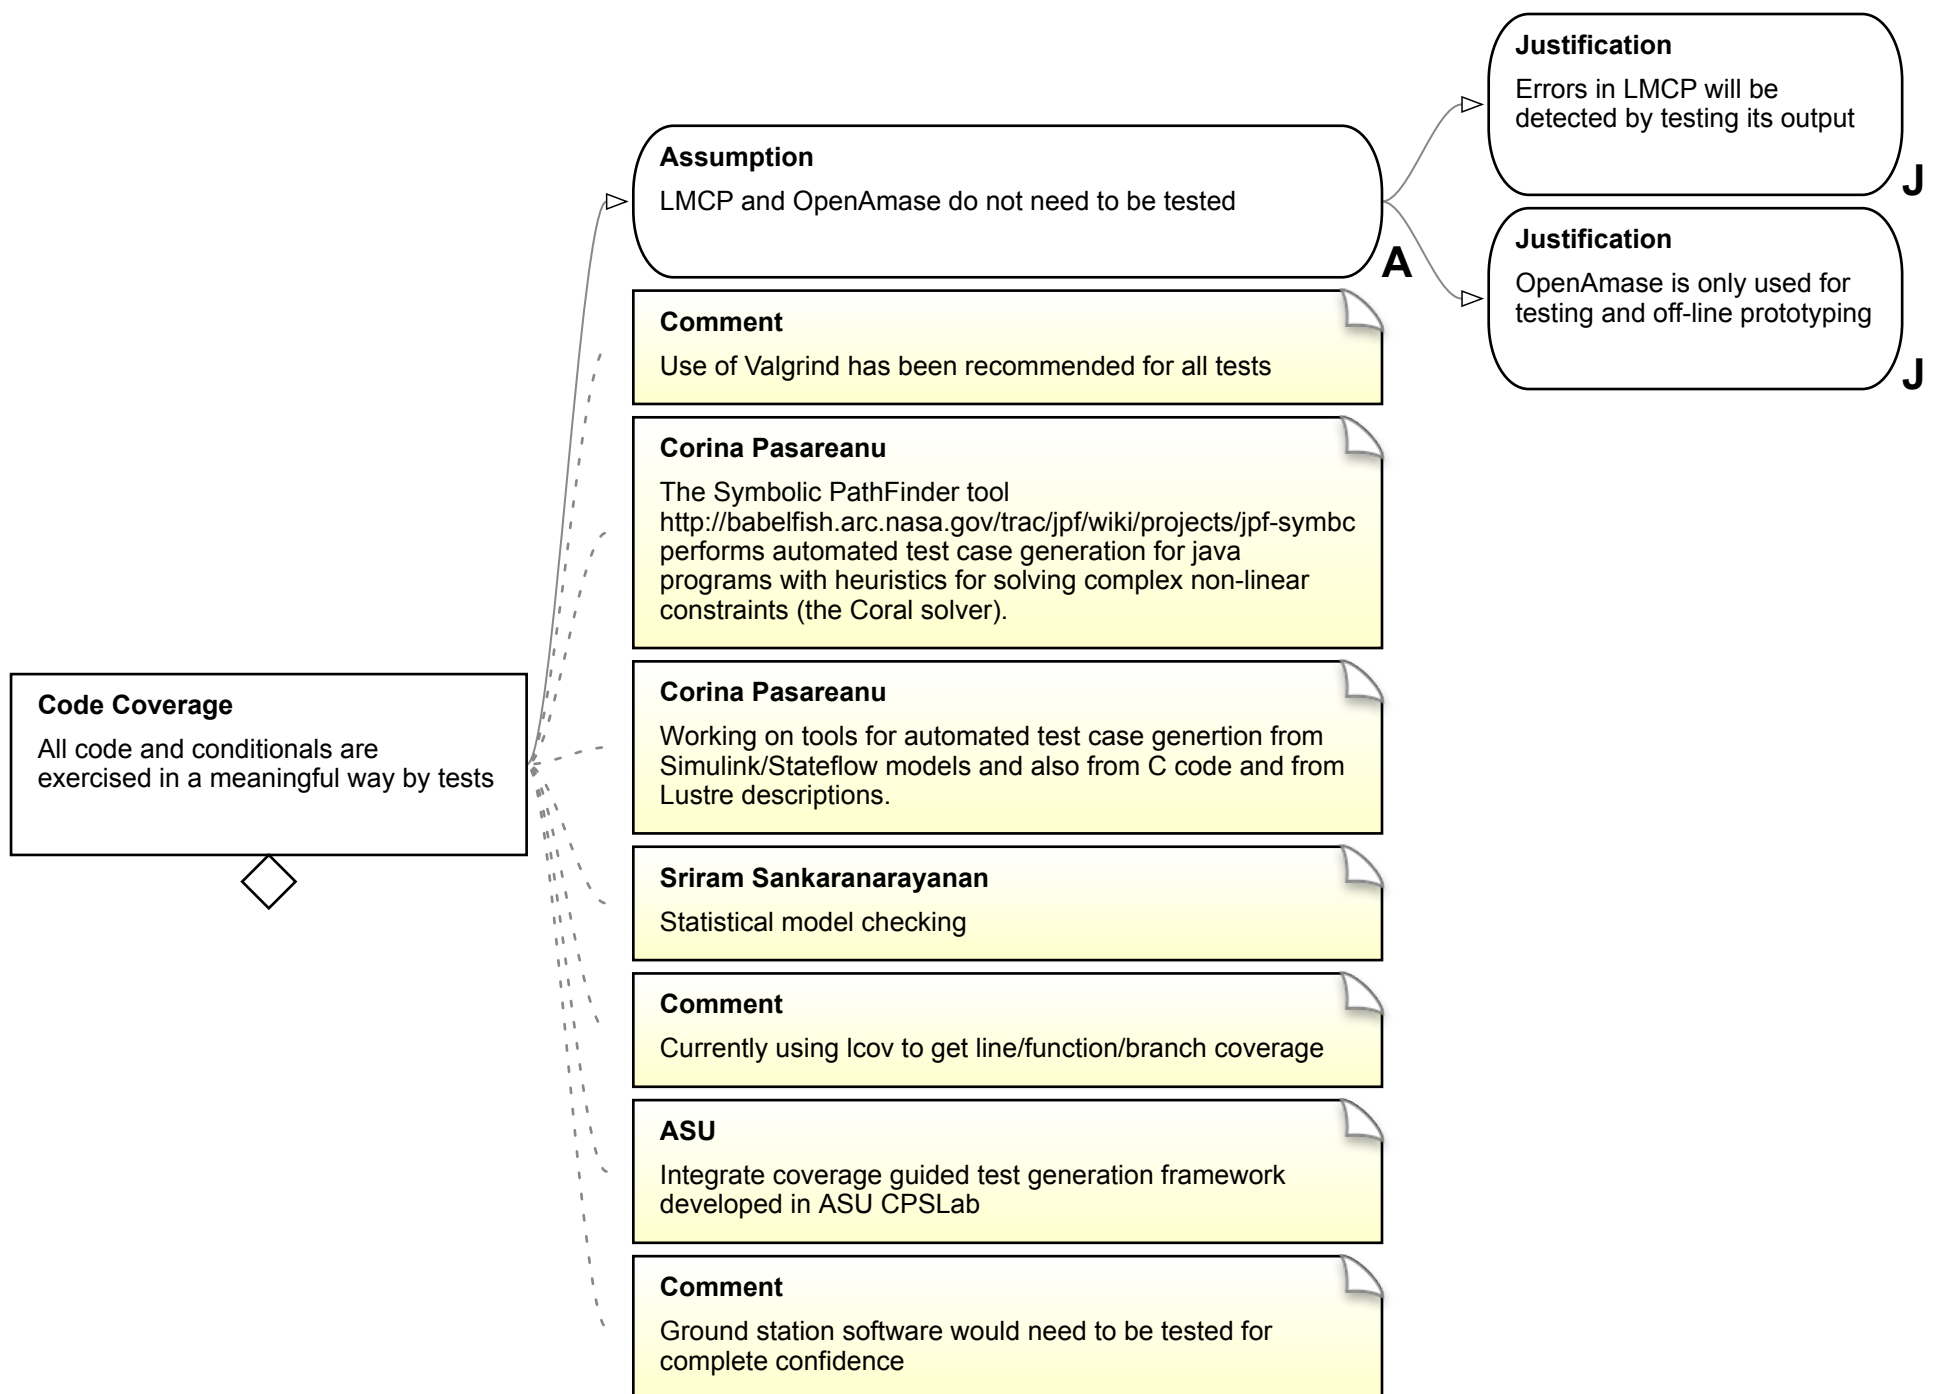 Justification
Errors in LMCP will be
detected by testing its output
J
Assumption
LMCP and OpenAmase do not need to be tested
A
Justification
OpenAmase is only used for
testing and off-line prototyping
J
Comment
Use of Valgrind has been recommended for all tests
Corina Pasareanu
The Symbolic PathFinder tool
http://babelfish.arc.nasa.gov/trac/jpf/wiki/projects/jpf-symbc
performs automated test case generation for java
programs with heuristics for solving complex non-linear
constraints (the Coral solver).
Code Coverage
All code and conditionals are
exercised in a meaningful way by tests
Corina Pasareanu
Working on tools for automated test case genertion from
Simulink/Stateflow models and also from C code and from
Lustre descriptions.
Sriram Sankaranarayanan
Statistical model checking
Comment
Currently using lcov to get line/function/branch coverage
ASU
Integrate coverage guided test generation framework
developed in ASU CPSLab
Comment
Ground station software would need to be tested for
complete confidence